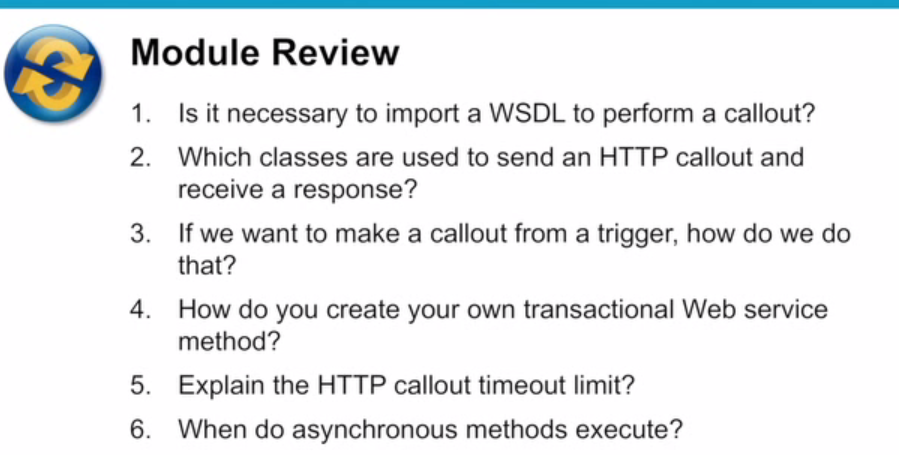 Module Review
1. Is it necessary to import a WSDL to perform a callout?
2. Which classes are used to send an HTTP callout and
receive a response?
3. If we want to make a callout from a trigger, how do we do
that?
4. How do you create your own transactional Web service
method?
5. Explain the HTTP callout timeout limit?
6. When do asynchronous methods execute?